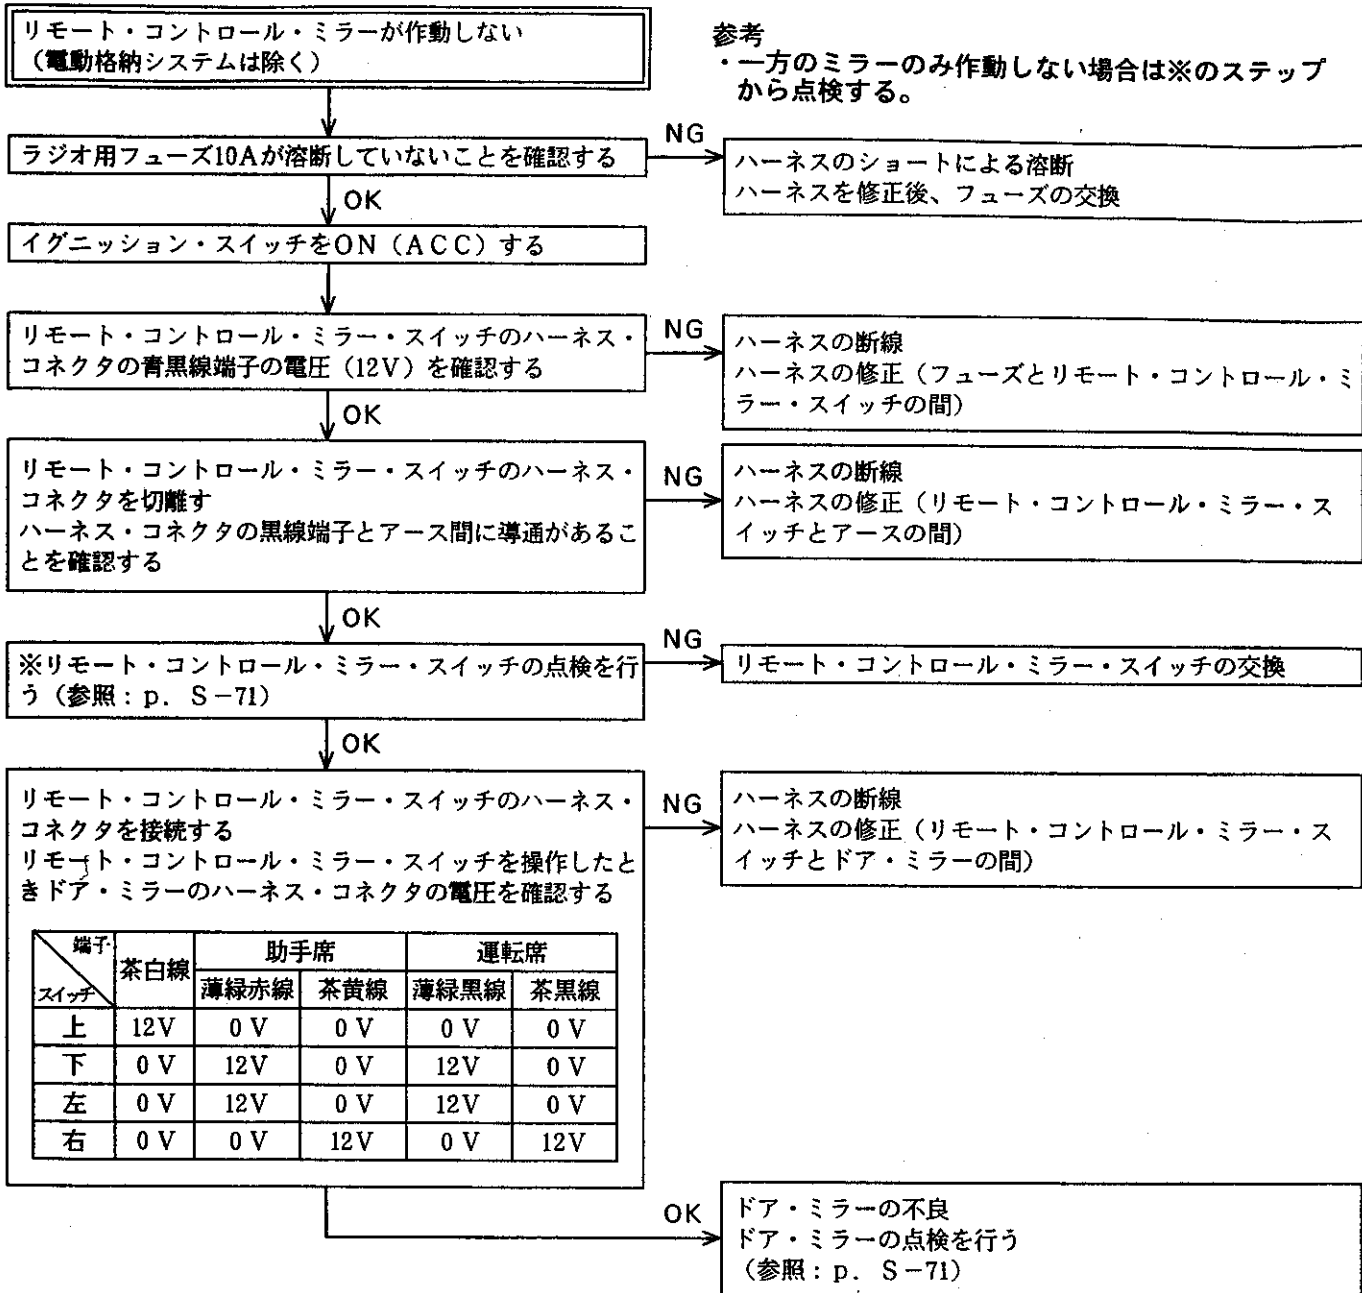 リモート・コントロール・ミラーが作動しない
（電動格納システムは除く）
参考
・一方のミラーのみ作動しない場合は※のステップ
から点検する。
ラジオ用フューズ10Aが溶断していないことを確認する
NG
ハーネスのショートによる溶断
ハーネスを修正後、フューズの交換
OK
イグニッション・スイッチをON（ACC）する
リモート・コントロール・ミラー・スイッチのハーネス・
コネクタの青黒線端子の電圧（12V）を確認する
NG
ハーネスの断線
ハーネスの修正（フューズとリモート・コントロール・ミ
ラー・スイッチの間）
OK
リモート・コントロール・ミラー・スイッチのハーネス・
コネクタを切離す
ハーネス・コネクタの黒線端子とアース間に導通があるこ
とを確認する
NG
ハーネスの断線
ハーネスの修正（リモート・コントロール・ミラー・ス
イッチとアースの間）
OK
※リモート・コントロール・ミラー・スイッチの点検を行
う（参照：p. S－71）
NG
リモート・コントロール・ミラー・スイッチの交換
OK
リモート・コントロール・ミラー・スイッチのハーネス・
コネクタを接続する
リモート・コントロール・ミラー・スイッチを操作したと
きドア・ミラーのハーネス・コネクタの電圧を確認する
NG
ハーネスの断線
ハーネスの修正（リモート・コントロール・ミラー・ス
イッチとドア・ミラーの間）
端子 茶白線 助手席 運転席
スイッチ 薄緑赤線 茶黄線 薄緑黒線 茶黒線
上 12V 0V 0V 0V 0V
下 0V 12V 0V 12V 0V
左 0V 12V 0V 12V 0V
右 0V 0V 12V 0V 12V
OK
ドア・ミラーの不良
ドア・ミラーの点検を行う
（参照：p. S－71）